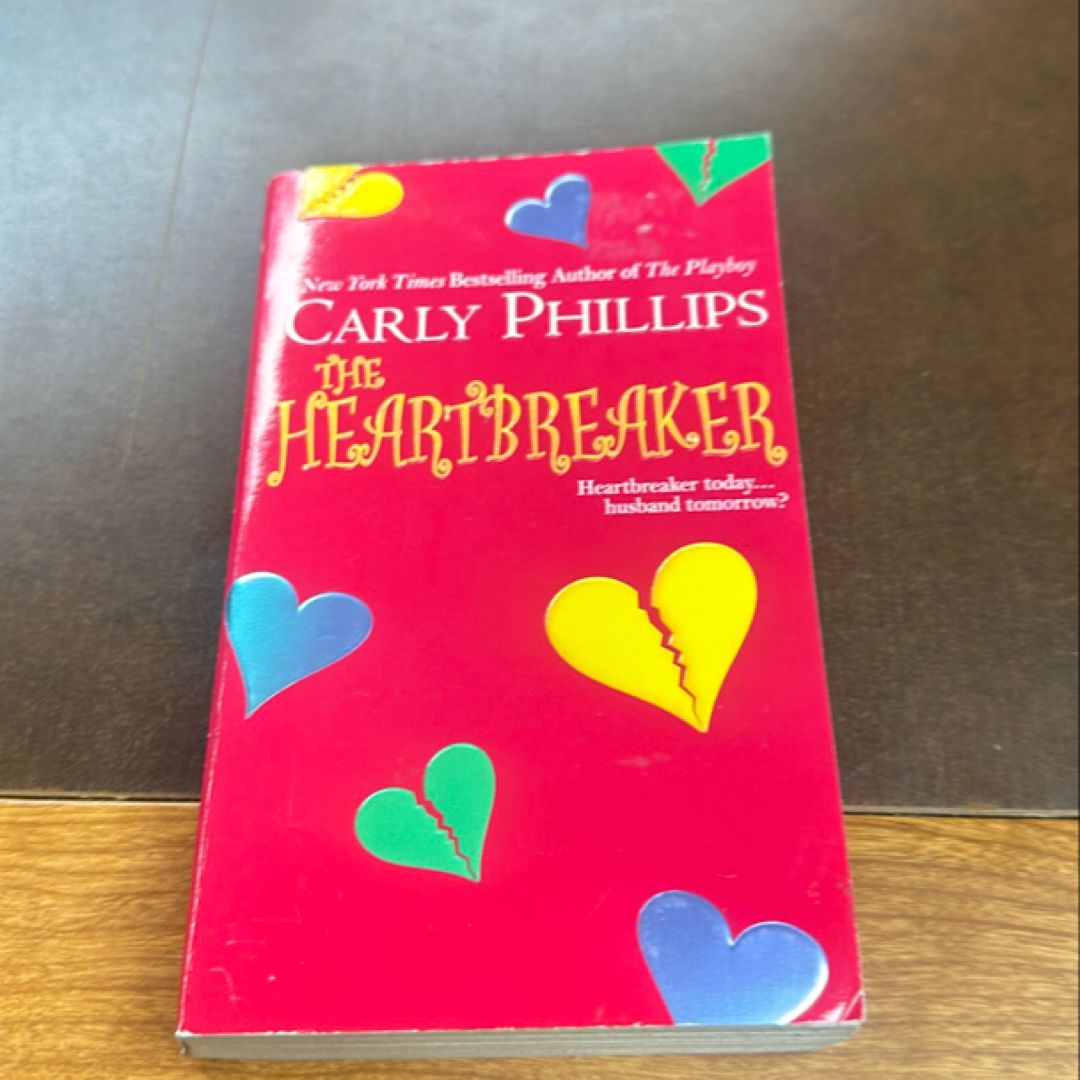 New York Times Bestselling Author of The Playboy
CARLY PHILLIPS
THE
HEARTBREAKER
Heartbreaker today...
husband tomorrow?